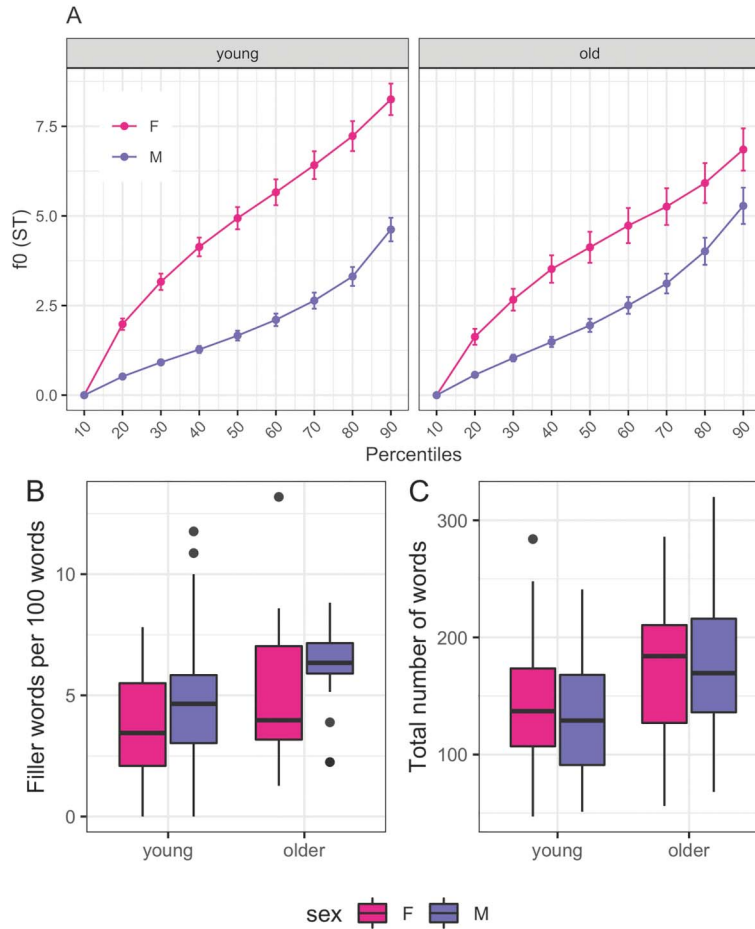 A
young
old
f0 (ST)
7.5
5.0
2.5
0.0
F
M
10 20 30 40 50 60 70 80 90
10 20 30 40 50 60 70 80 90
Percentiles
B
Filler words per 100 words
10
5
0
young older
C
Total number of words
300
200
100
young older
sex F M